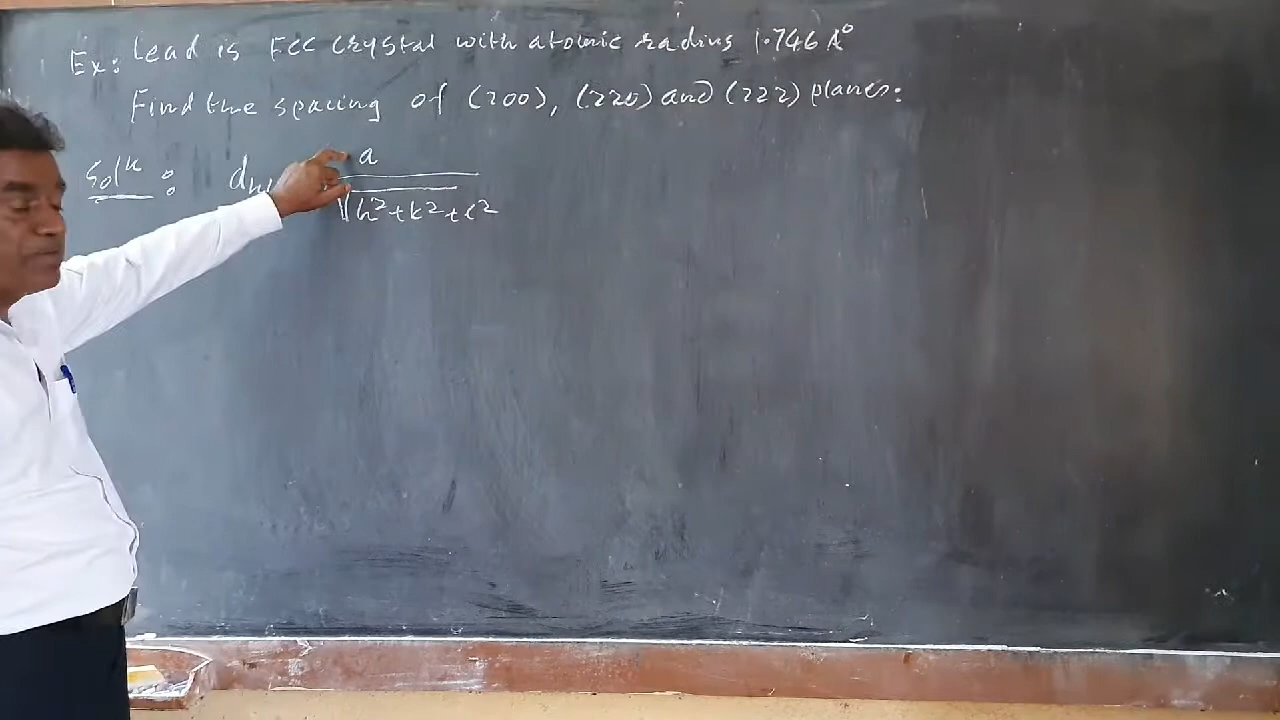 Ex: Lead is FCC crystal with atomic radius 1.746 A°
Find the spacing of (200), (220) and (222) planes:
Solⁿ : d a
√h²+k²+l²